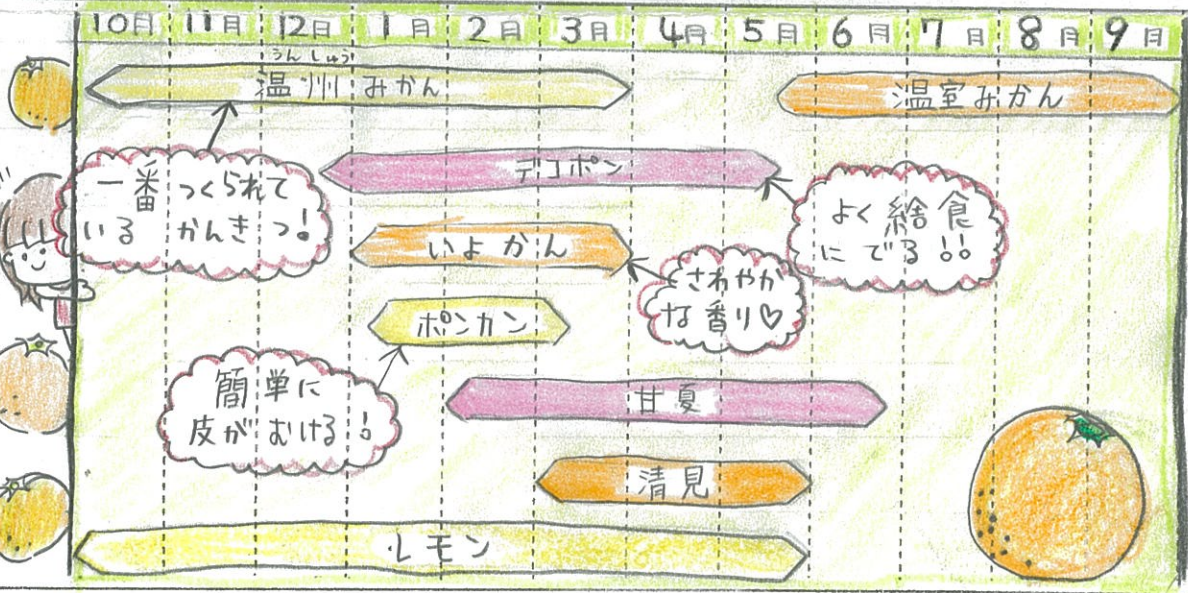 10月 11月 12月 1月 2月 3月 4月 5月 6月 7月 8月 9月
うんしゅう
温州みかん
温室みかん
一番つくられて
いるかんきつ!
デコポン
よく給食
にでる!!
いよかん
さわやか
な香り♡
ポンカン
簡単に
皮がむける!
甘夏
清見
レモン